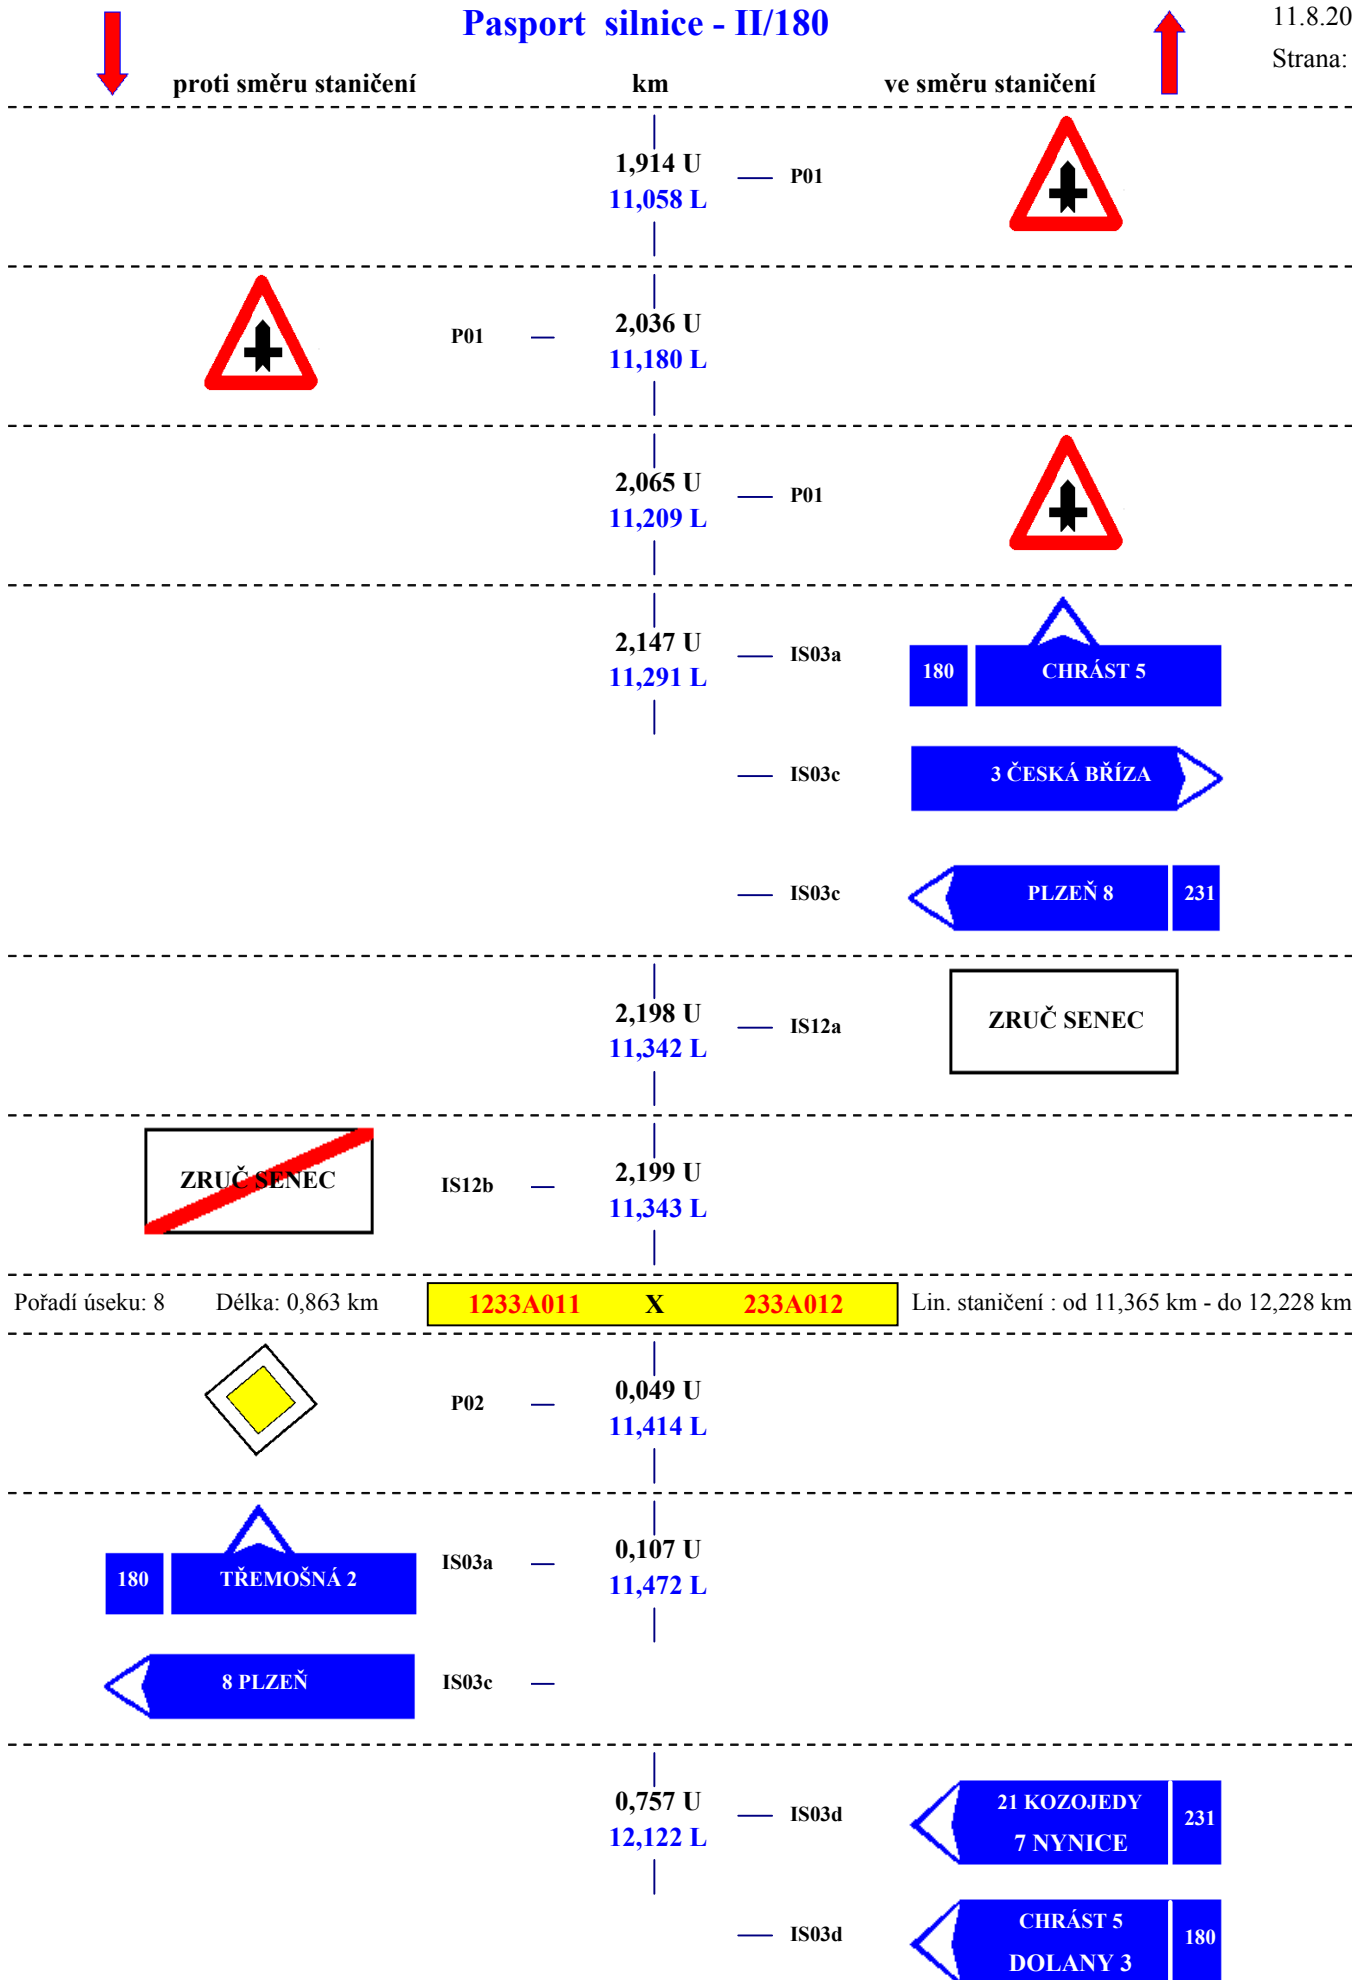 Pasport silnice - II/180
11.8.20
Strana:
proti směru staničení km ve směru staničení
1,914 U
P01
11,058 L
P01
2,036 U
11,180 L
2,065 U
P01
11,209 L
2,147 U
IS03a
11,291 L
180 CHRÁST 5
IS03c
3 ČESKÁ BŘÍZA
IS03c
PLZEŇ 8 231
2,198 U
IS12a
11,342 L
ZRUČ SENEC
ZRUČ SENEC
IS12b
2,199 U
11,343 L
Pořadí úseku: 8 Délka: 0,863 km 1233A011 X 233A012 Lin. staničení : od 11,365 km - do 12,228 km
P02
0,049 U
11,414 L
180 TŘEMOŠNÁ 2
IS03a
0,107 U
11,472 L
8 PLZEŇ
IS03c
0,757 U
12,122 L
IS03d
21 KOZOJEDY
7 NYNICE
231
IS03d
CHRÁST 5
DOLANY 3
180